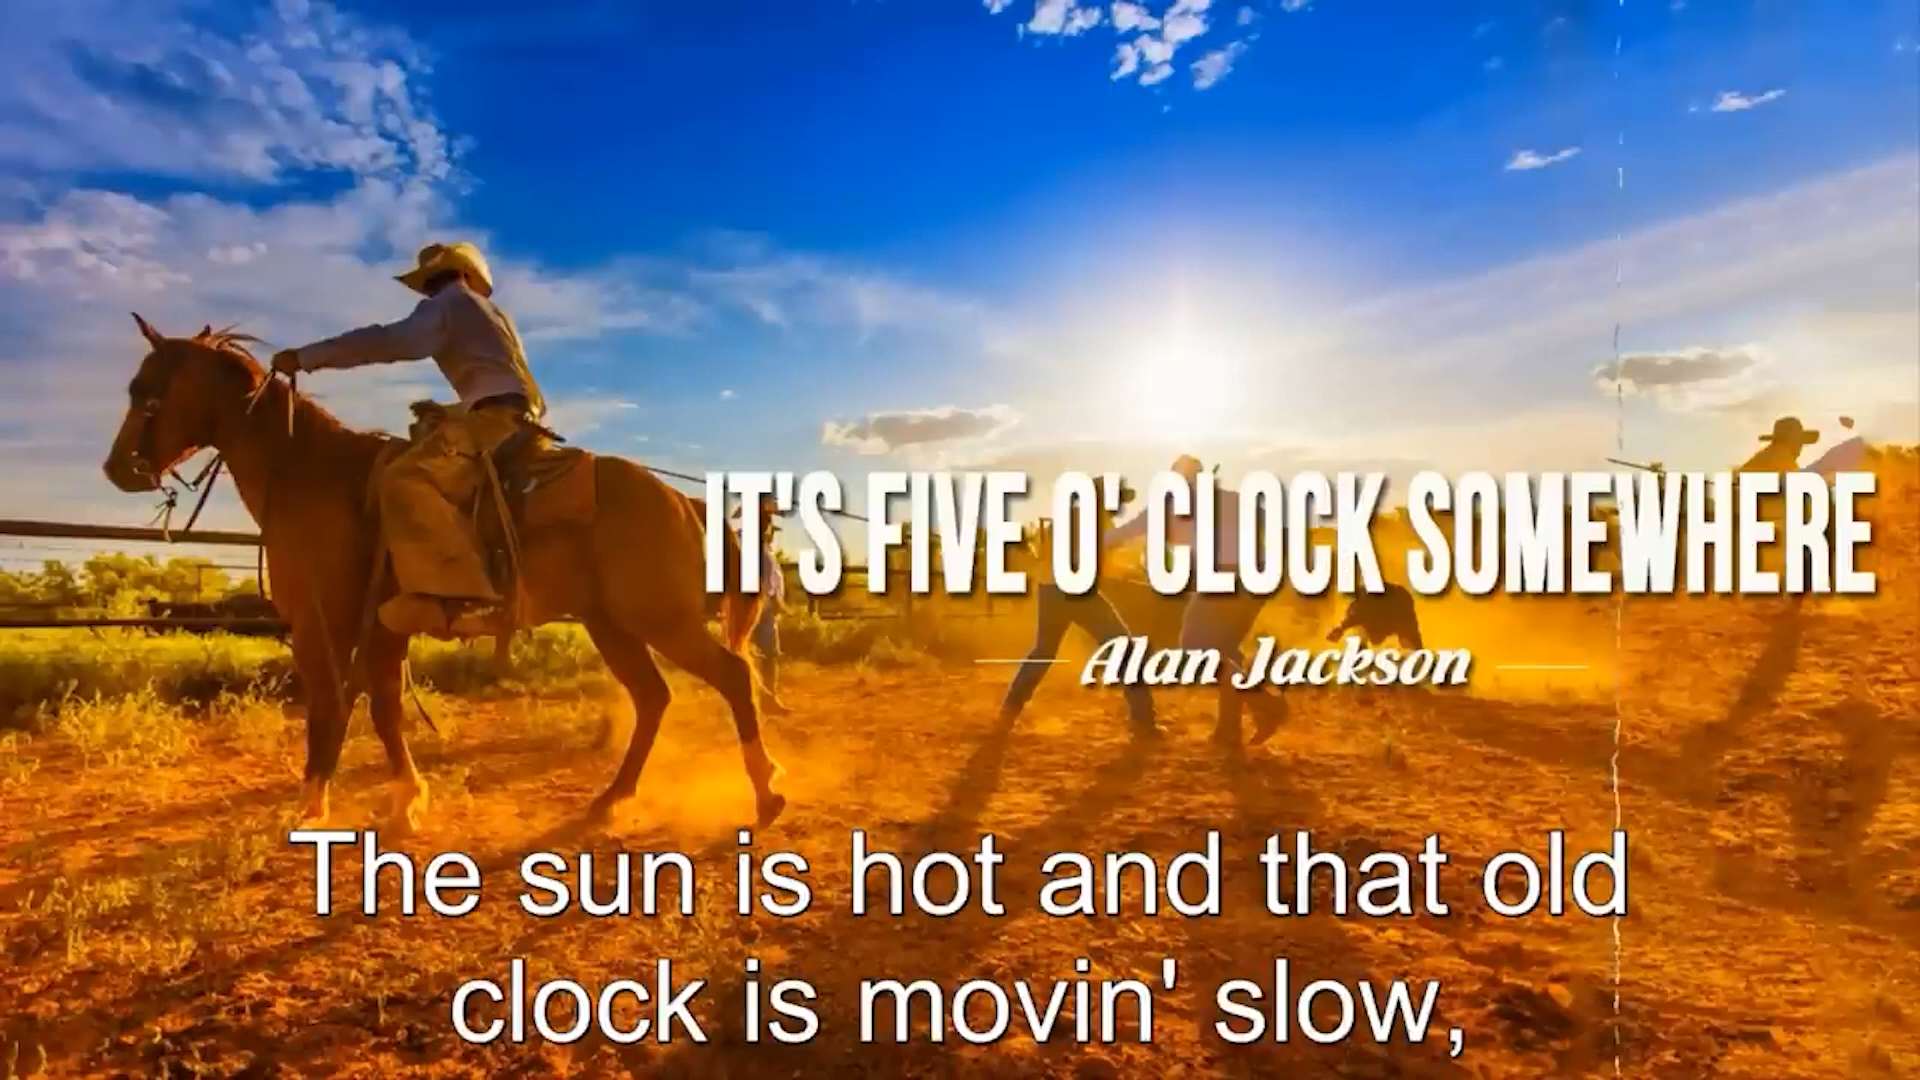 IT'S FIVE O' CLOCK SOMEWHERE
Alan Jackson
The sun is hot and that old
clock is movin' slow,